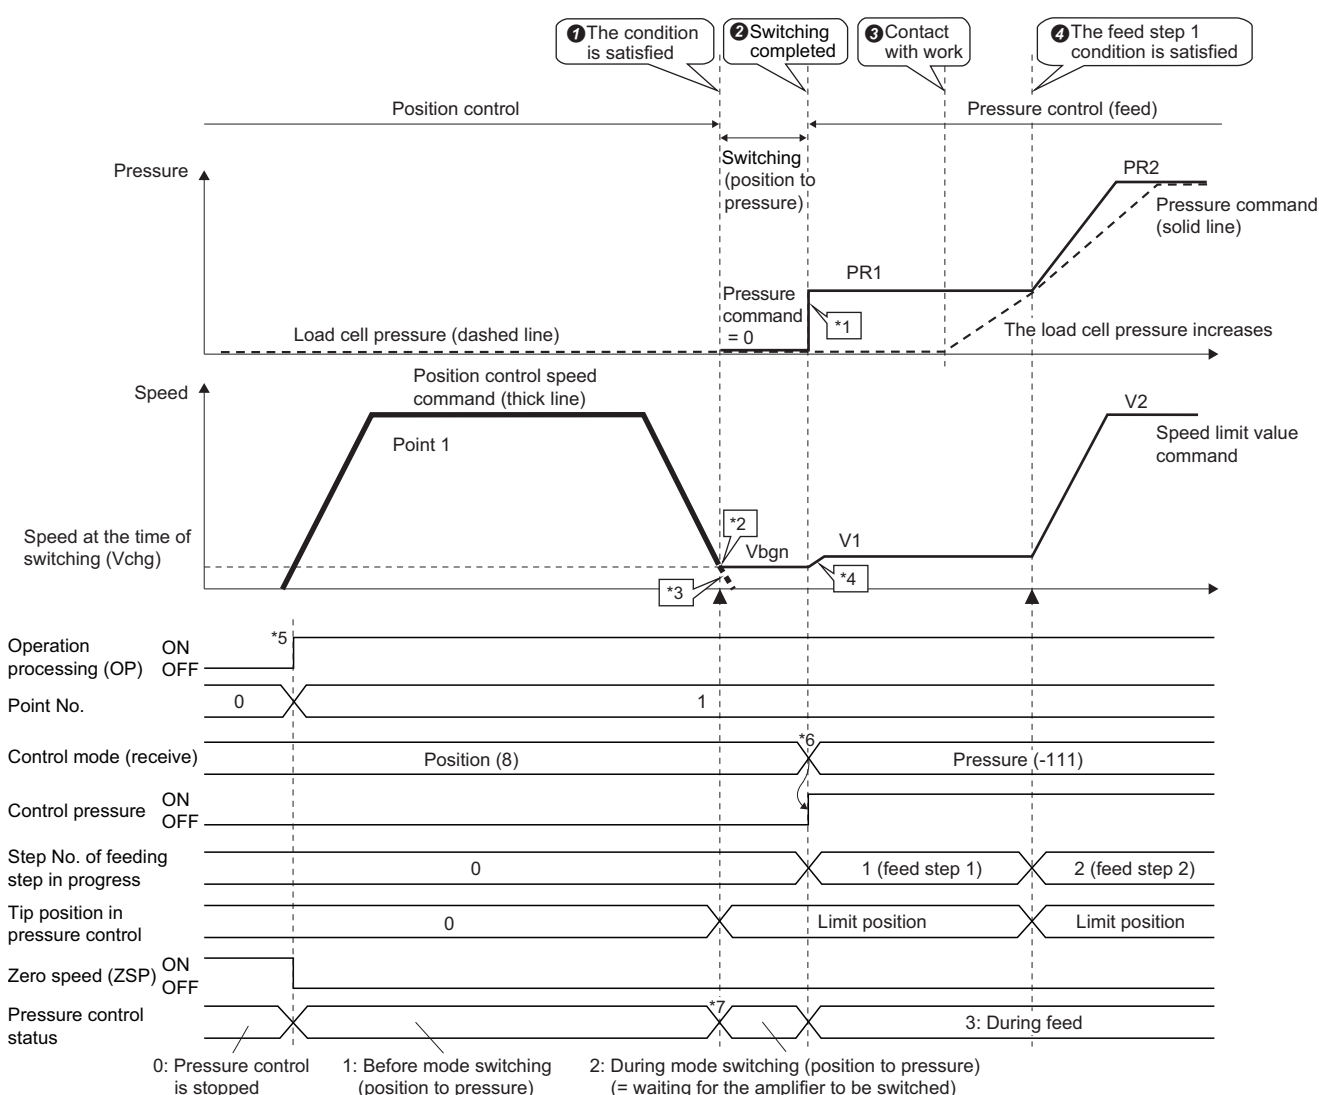 ❶The condition
is satisfied
❷Switching
completed
❸Contact
with work
❹The feed step 1
condition is satisfied
Position control
Pressure control (feed)
Switching
(position to
pressure)
Pressure
PR2
Pressure command
(solid line)
PR1
Pressure
command
= 0
*1
Load cell pressure (dashed line)
The load cell pressure increases
Speed
Position control speed
command (thick line)
Point 1
V2
Speed limit value
command
Speed at the time of
switching (Vchg)
*2
Vbgn
V1
*3
*4
Operation
processing (OP)
ON
OFF
*5
Point No.
0
1
Control mode (receive)
Position (8)
*6
Pressure (-111)
Control pressure
ON
OFF
Step No. of feeding
step in progress
0
1 (feed step 1)
2 (feed step 2)
Tip position in
pressure control
0
Limit position
Limit position
Zero speed (ZSP)
ON
OFF
Pressure control
status
*7
3: During feed
0: Pressure control
is stopped
1: Before mode switching
(position to pressure)
2: During mode switching (position to pressure)
(= waiting for the amplifier to be switched)